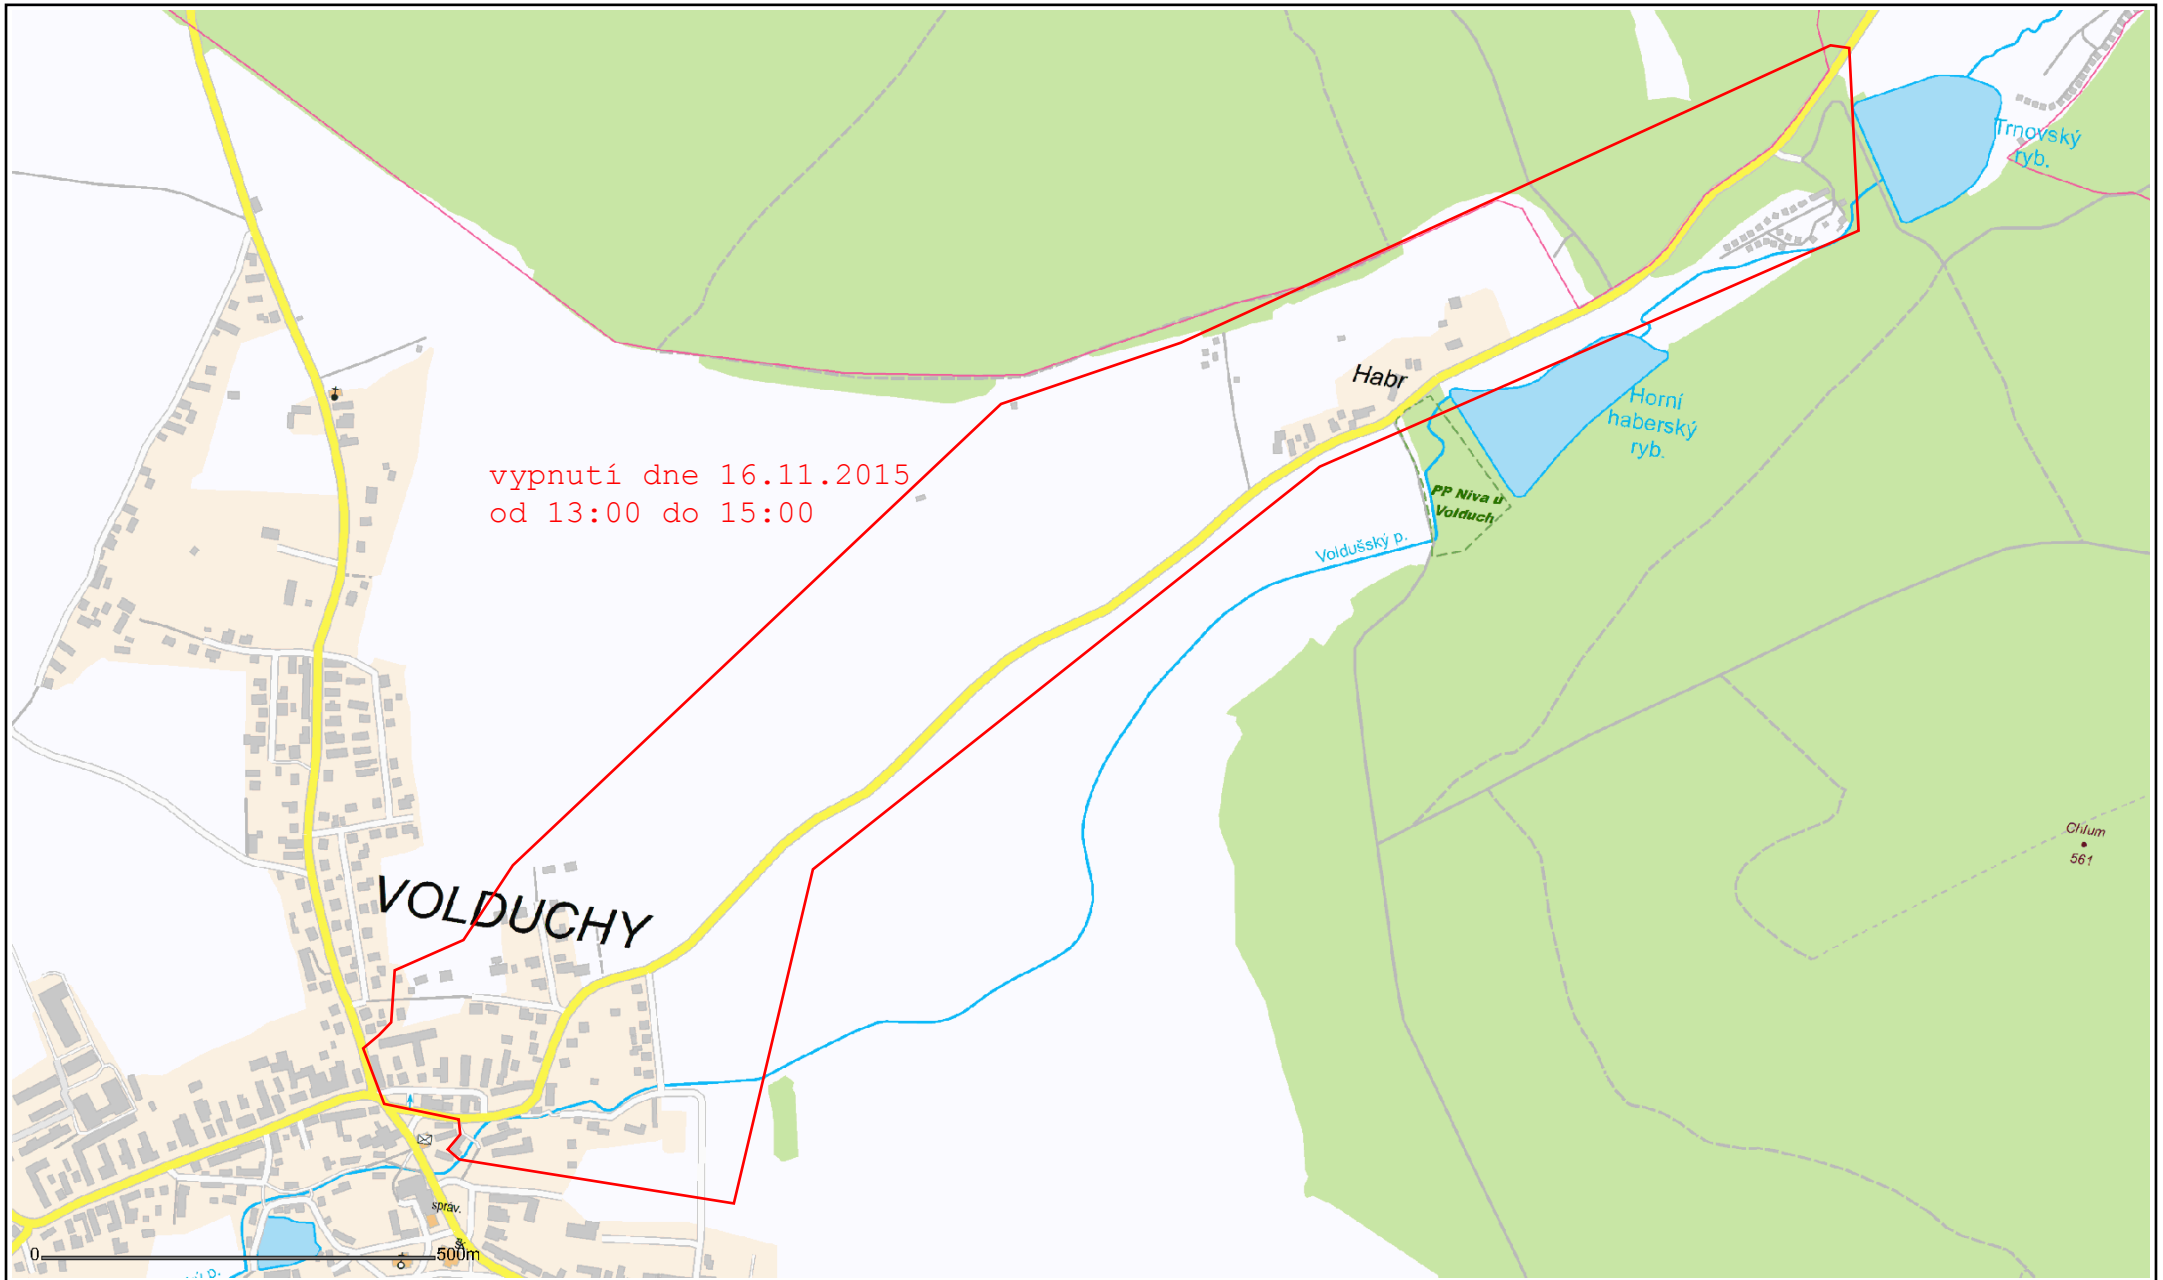 Trnovský
ryb.
Habr
Horní
haberský
ryb.
vypnutí dne 16.11.2015
od 13:00 do 15:00
PP Niva u
Volduch
Voldušský p.
Chlum
561
VOLDUCHY
správ.
0
500m